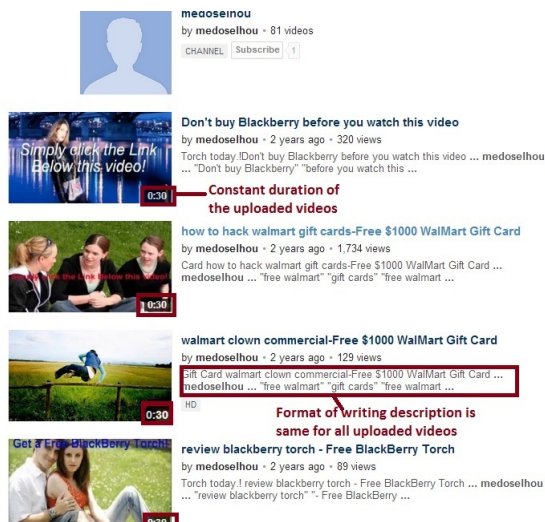 medoselhou
by medoselhou • 81 videos
CHANNEL Subscribe 1
Simply click the Link
Below this video!
0:30
Don't buy Blackberry before you watch this video
by medoselhou • 2 years ago • 320 views
Torch today.!Don't buy Blackberry before you watch this video ... medoselhou
... "Don't buy Blackberry" "before you watch this ...
Constant duration of
the uploaded videos
the Link Below this video!
0:30
how to hack walmart gift cards-Free $1000 WalMart Gift Card
by medoselhou • 2 years ago • 1,734 views
Card how to hack walmart gift cards-Free $1000 WalMart Gift Card ...
medoselhou ... "free walmart" "gift cards" "free walmart ...
0:30
walmart clown commercial-Free $1000 WalMart Gift Card
by medoselhou • 2 years ago • 129 views
Gift Card walmart clown commercial-Free $1000 WalMart Gift Card ...
medoselhou ... "free walmart" "gift cards" "free walmart ...
HD
Format of writing description is
same for all uploaded videos
Get a Free BlackBerry Torch!
0:30
review blackberry torch - Free BlackBerry Torch
by medoselhou • 2 years ago • 89 views
Torch today.! review blackberry torch - Free BlackBerry Torch ... medoselhou
... "review blackberry torch" "- Free BlackBerry ...